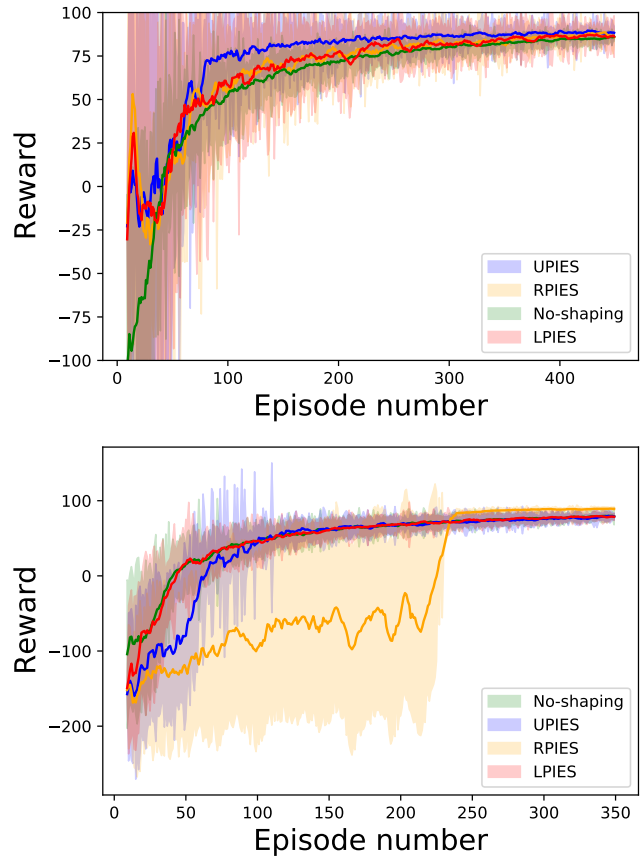 100
75
50
25
0
−25
−50
−75
−100
Reward
UPIES
RPIES
No-shaping
LPIES
0 100 200 300 400
Episode number
100
0
−100
−200
Reward
No-shaping
UPIES
RPIES
LPIES
0 50 100 150 200 250 300 350
Episode number